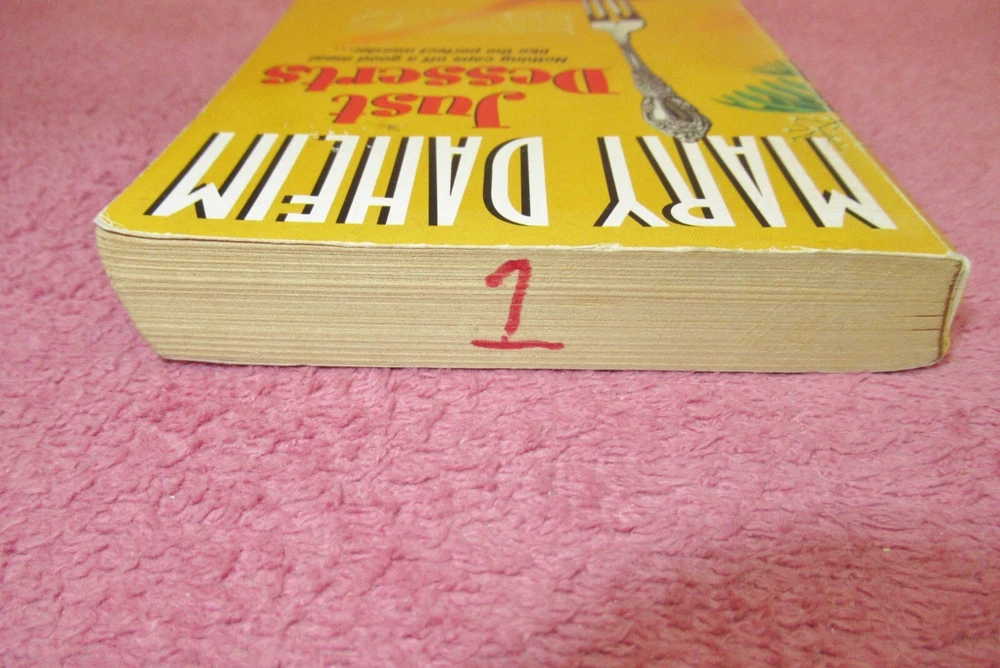 MARY DAHEIM
Just
Desserts
Nothing caps off a good meal
like the perfect murder...
1